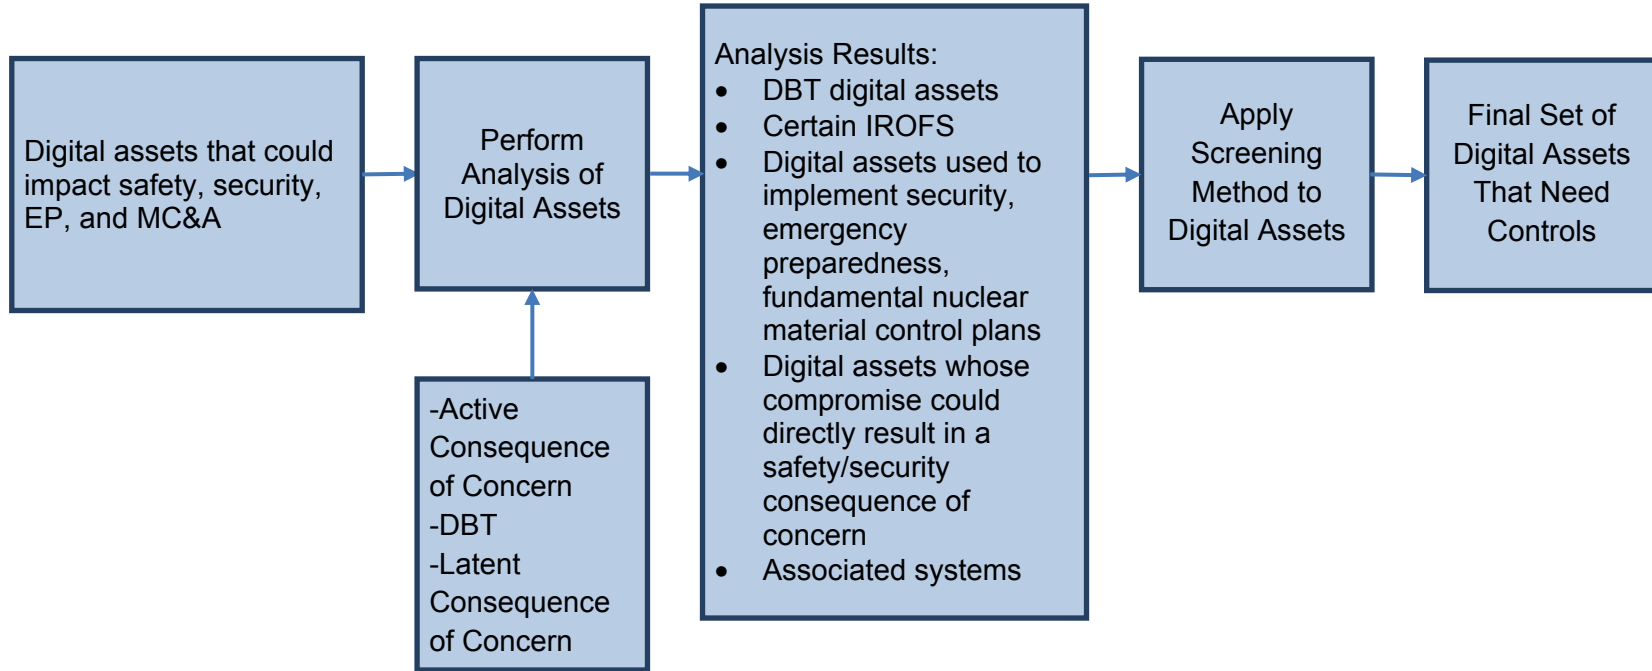 Digital assets that could
impact safety, security,
EP, and MC&A
Perform
Analysis of
Digital Assets
-Active
Consequence
of Concern
-DBT
-Latent
Consequence
of Concern
Analysis Results:
• DBT digital assets
• Certain IROFS
• Digital assets used to
implement security,
emergency
preparedness,
fundamental nuclear
material control plans
• Digital assets whose
compromise could
directly result in a
safety/security
consequence of
concern
• Associated systems
Apply
Screening
Method to
Digital Assets
Final Set of
Digital Assets
That Need
Controls